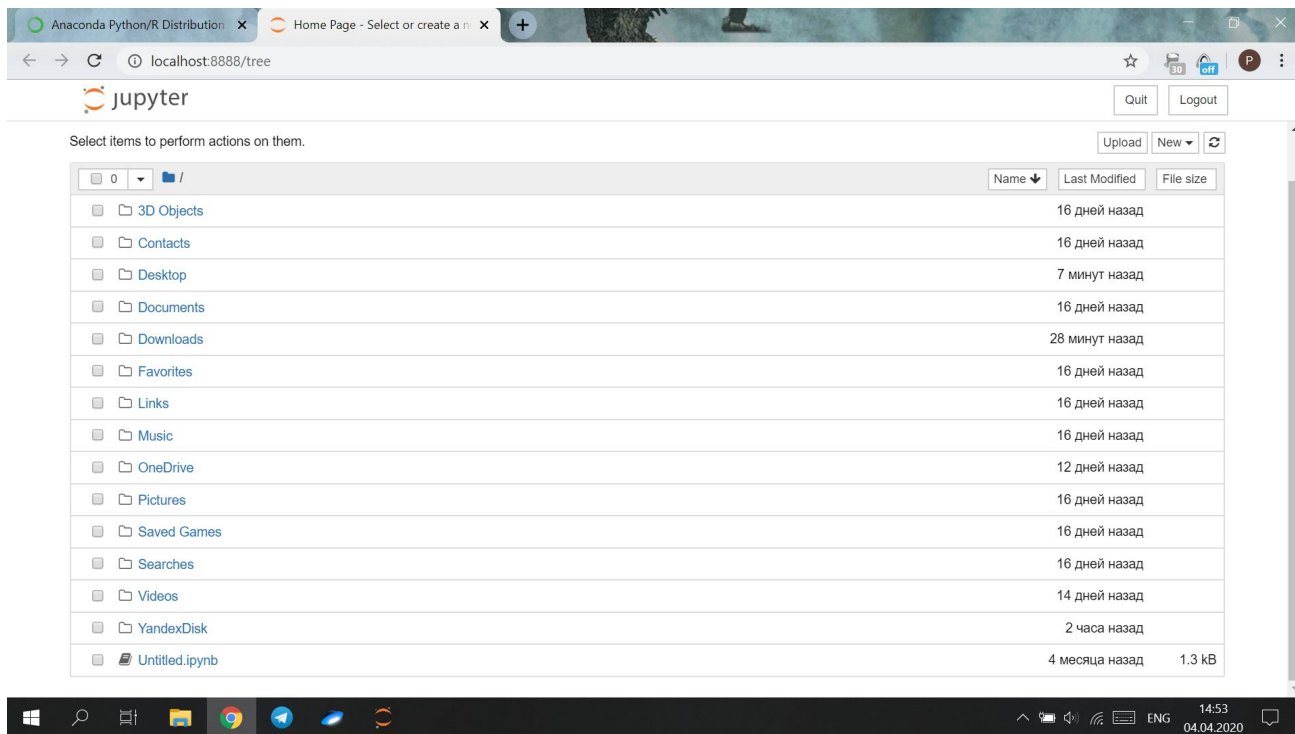 Anaconda Python/R Distribution
Home Page - Select or create a n
localhost:8888/tree
30
off
P
jupyter
Quit
Logout
Select items to perform actions on them.
Upload
New
0
/
Name
Last Modified
File size
3D Objects 16 дней назад
Contacts 16 дней назад
Desktop 7 минут назад
Documents 16 дней назад
Downloads 28 минут назад
Favorites 16 дней назад
Links 16 дней назад
Music 16 дней назад
OneDrive 12 дней назад
Pictures 16 дней назад
Saved Games 16 дней назад
Searches 16 дней назад
Videos 14 дней назад
YandexDisk 2 часа назад
Untitled.ipynb 4 месяца назад 1.3 kB
ENG
14:53
04.04.2020